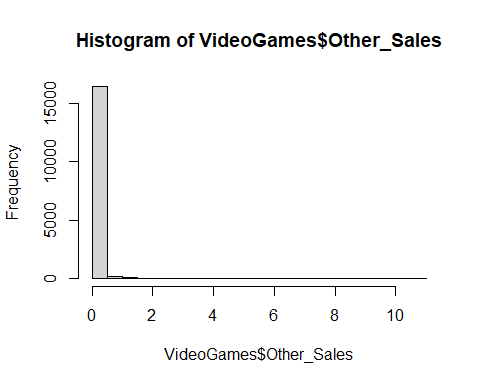 Histogram of VideoGames$Other_Sales
Frequency
15000
10000
5000
0
0 2 4 6 8 10
VideoGames$Other_Sales